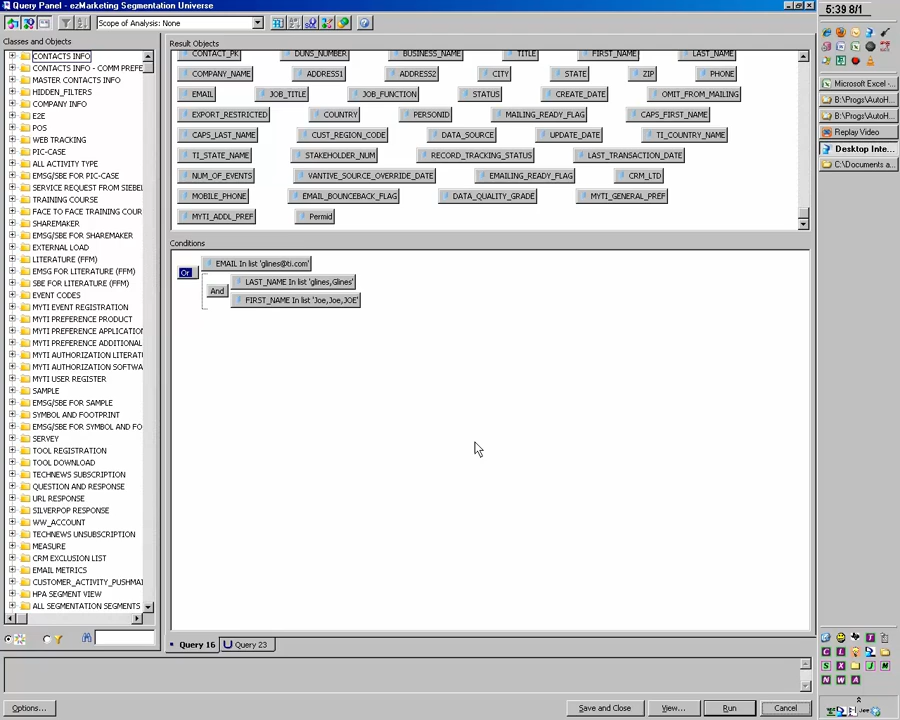 Query Panel - ezMarketing Segmentation Universe
5:39 8/1
Scope of Analysis: None
Classes and Objects
CONTACTS INFO
CONTACTS INFO - COMM PREFE
MASTER CONTACTS INFO
HIDDEN_FILTERS
COMPANY INFO
E2E
POS
WEB TRACKING
PIC-CASE
ALL ACTIVITY TYPE
EMSG/SBE FOR PIC-CASE
SERVICE REQUEST FROM SIEBEL
TRAINING COURSE
FACE TO FACE TRAINING COUR
SHAREMAKER
EMSG/SBE FOR SHAREMAKER
EXTERNAL LOAD
LITERATURE (FFM)
EMSG FOR LITERATURE (FFM)
SBE FOR LITERATURE (FFM)
EVENT CODES
MYTI EVENT REGISTRATION
MYTI PREFERENCE PRODUCT
MYTI PREFERENCE APPLICATION
MYTI PREFERENCE ADDITIONAL
MYTI AUTHORIZATION LITERAT
MYTI AUTHORIZATION SOFTWA
MYTI USER REGISTER
SAMPLE
EMSG/SBE FOR SAMPLE
SYMBOL AND FOOTPRINT
EMSG/SBE FOR SYMBOL AND FO
SERVEY
TOOL REGISTRATION
TOOL DOWNLOAD
TECHNEWS SUBSCRIPTION
QUESTION AND RESPONSE
URL RESPONSE
SILVERPOP RESPONSE
WW_ACCOUNT
TECHNEWS UNSUBSCRIPTION
MEASURE
CRM EXCLUSION LIST
EMAIL METRICS
CUSTOMER_ACTIVITY_PUSHMAI
HPA SEGMENT VIEW
ALL SEGMENTATION SEGMENTS
Result Objects
CONTACT_PK DUNS_NUMBER BUSINESS_NAME TITLE FIRST_NAME LAST_NAME
COMPANY_NAME ADDRESS1 ADDRESS2 CITY STATE ZIP PHONE
EMAIL JOB_TITLE JOB_FUNCTION STATUS CREATE_DATE OMIT_FROM_MAILING
EXPORT_RESTRICTED COUNTRY PERSONID MAILING_READY_FLAG CAPS_FIRST_NAME
CAPS_LAST_NAME CUST_REGION_CODE DATA_SOURCE UPDATE_DATE TI_COUNTRY_NAME
TI_STATE_NAME STAKEHOLDER_NUM RECORD_TRACKING_STATUS LAST_TRANSACTION_DATE
NUM_OF_EVENTS VANTIVE_SOURCE_OVERRIDE_DATE EMAILING_READY_FLAG CRM_LTD
MOBILE_PHONE EMAIL_BOUNCEBACK_FLAG DATA_QUALITY_GRADE MYTI_GENERAL_PREF
MYTI_ADDL_PREF Permid
Conditions
EMAIL In list 'glines@ti.com'
Or
LAST_NAME In list 'glines,Glines'
And
FIRST_NAME In list 'Joe,Joe,JOE'
Query 16 Query 23
Options... Save and Close View... Run Cancel
Microsoft Excel -...
B:\Progs\AutoH
B:\Progs\AutoH
Replay Video
Desktop Inte...
C:\Documents a...